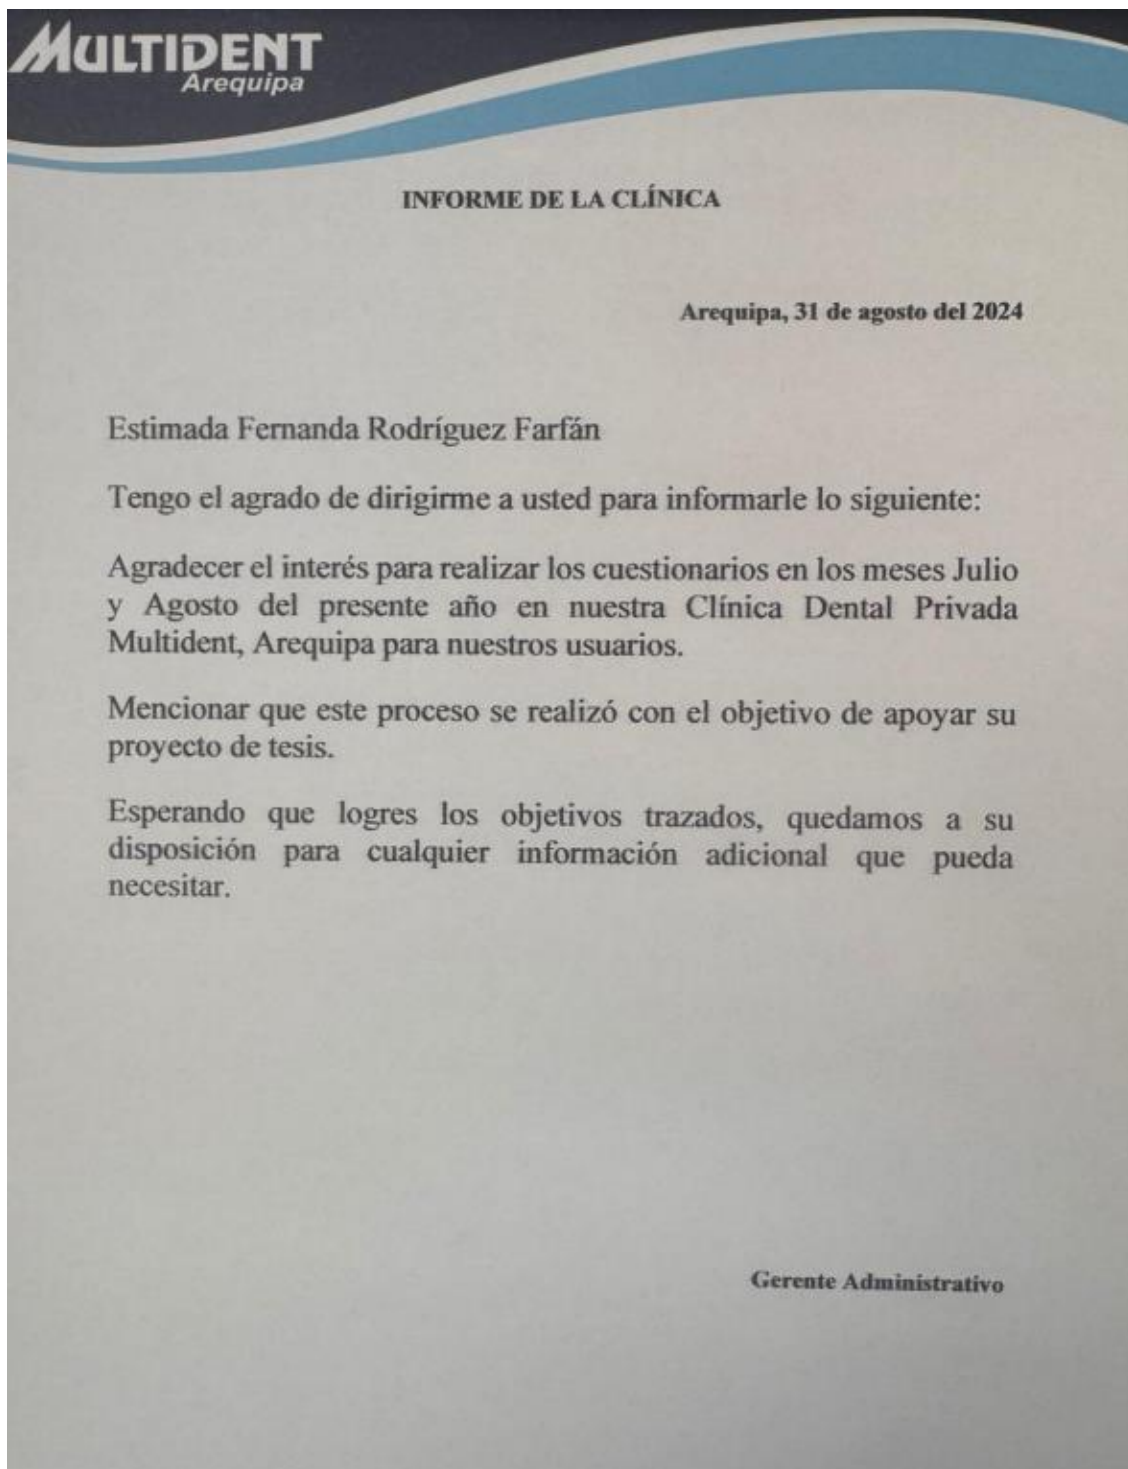 MULTIDENT
Arequipa
INFORME DE LA CLÍNICA
Arequipa, 31 de agosto del 2024
Estimada Fernanda Rodríguez Farfán
Tengo el agrado de dirigirme a usted para informarle lo siguiente:
Agradecer el interés para realizar los cuestionarios en los meses Julio
y Agosto del presente año en nuestra Clínica Dental Privada
Multident, Arequipa para nuestros usuarios.
Mencionar que este proceso se realizó con el objetivo de apoyar su
proyecto de tesis.
Esperando que logres los objetivos trazados, quedamos a su
disposición para cualquier información adicional que pueda
necesitar.
Gerente Administrativo